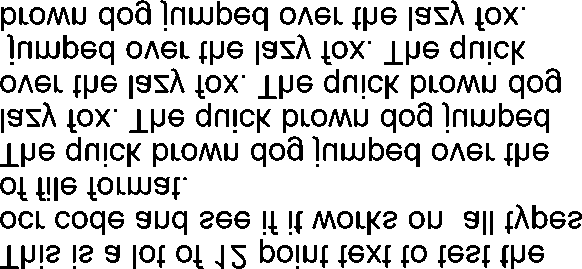 This is a lot of 12 point text to test the
ocr code and see if it works on  all types
of file format.
The quick brown dog jumped over the
lazy fox. The quick brown dog jumped
over the lazy fox. The quick brown dog
 jumped over the lazy fox. The quick
brown dog jumped over the lazy fox.